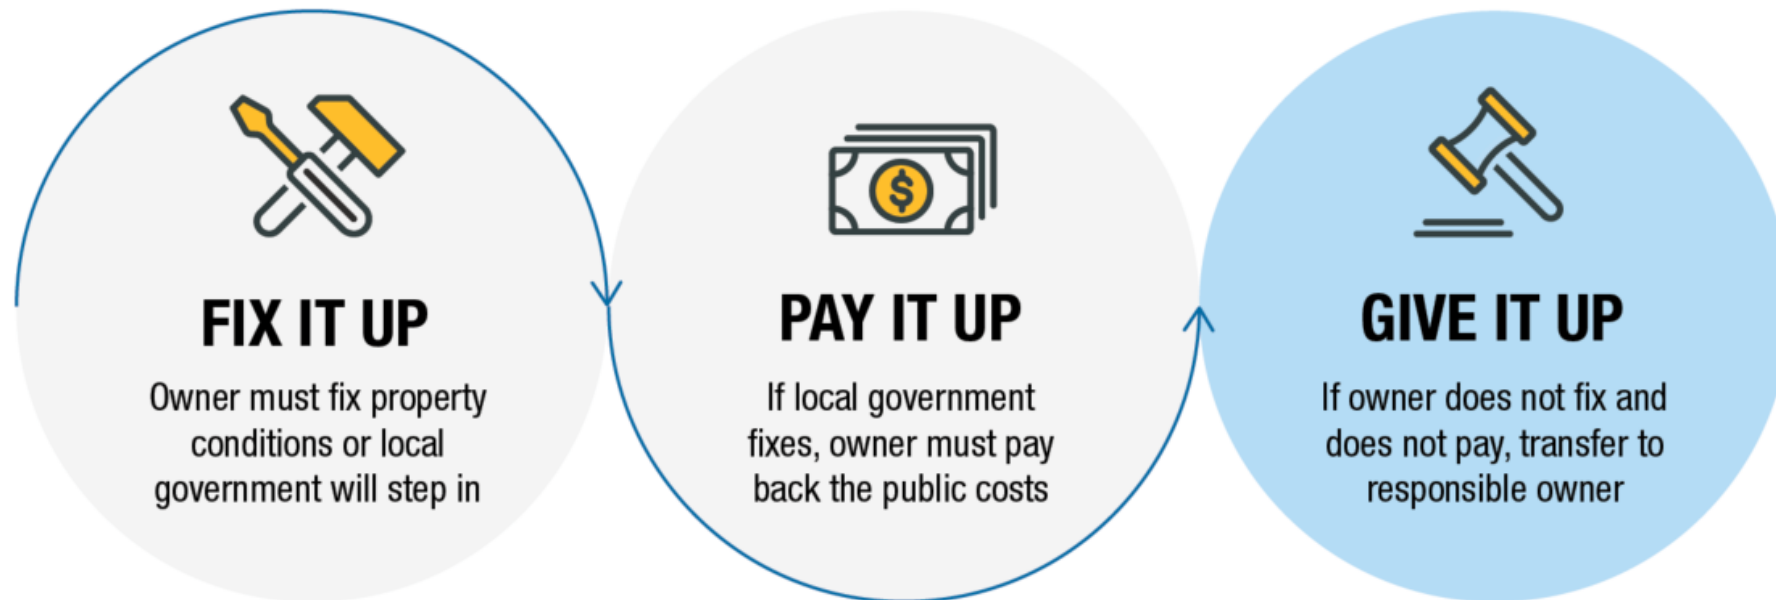 FIX IT UP
Owner must fix property
conditions or local
government will step in
$
PAY IT UP
If local government
fixes, owner must pay
back the public costs
GIVE IT UP
If owner does not fix and
does not pay, transfer to
responsible owner